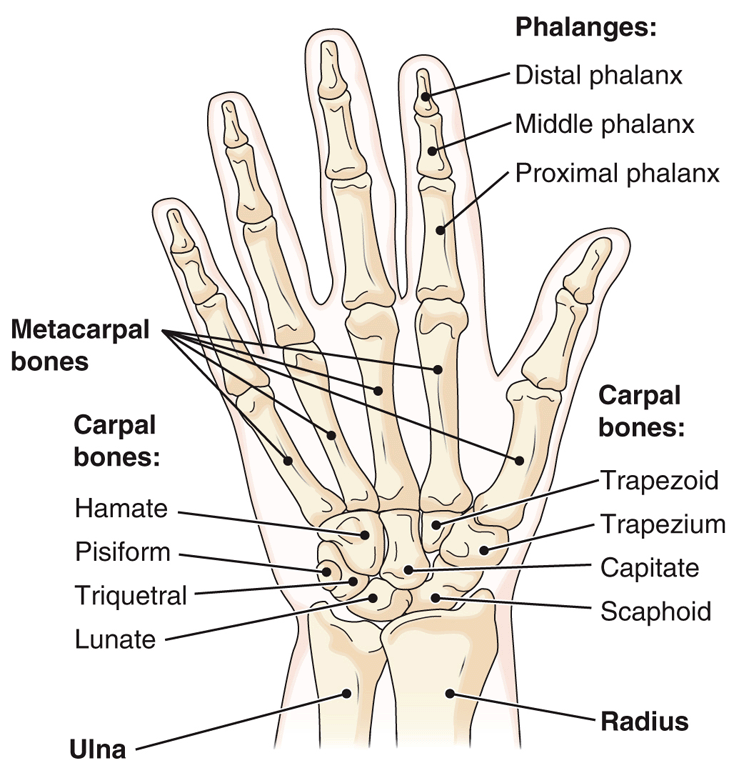 Phalanges:
Distal phalanx
Middle phalanx
Proximal phalanx
Metacarpal
bones
Carpal
bones:
Hamate
Pisiform
Triquetral
Lunate
Ulna
Carpal
bones:
Trapezoid
Trapezium
Capitate
Scaphoid
Radius